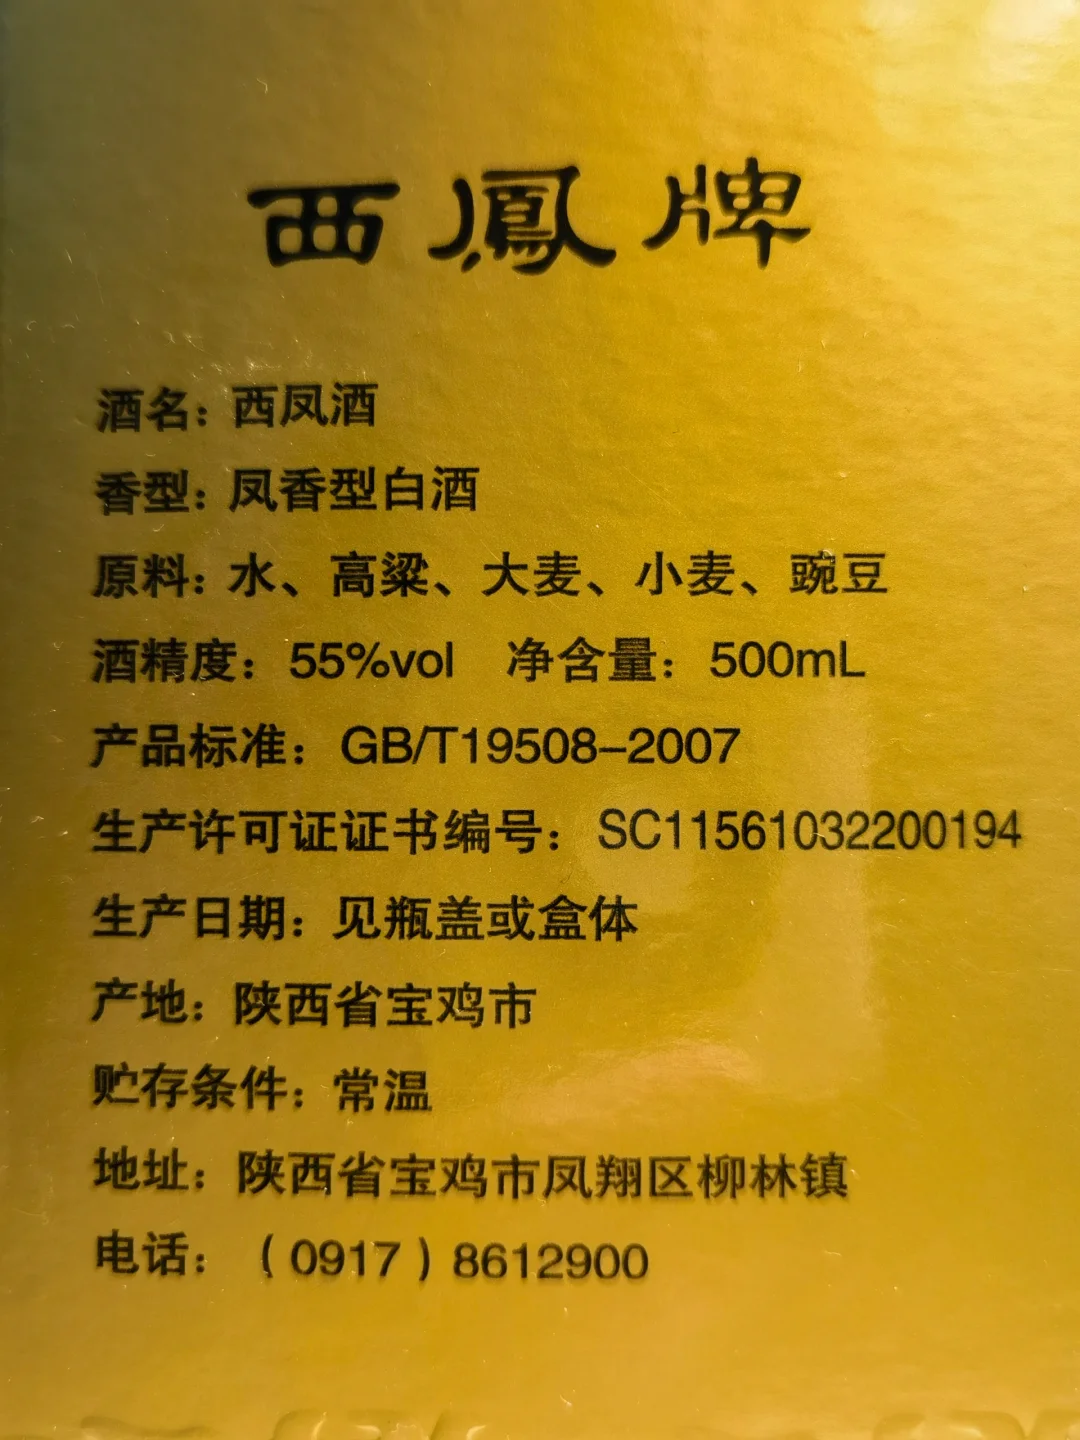 西鳳牌
酒名：西凤酒
香型：凤香型白酒
原料：水、高粱、大麦、小麦、豌豆
酒精度：55%vol 净含量：500mL
产品标准：GB/T19508-2007
生产许可证证书编号：SC11561032200194
生产日期：见瓶盖或盒体
产地：陕西省宝鸡市
贮存条件：常温
地址：陕西省宝鸡市凤翔区柳林镇
电话：（0917）8612900